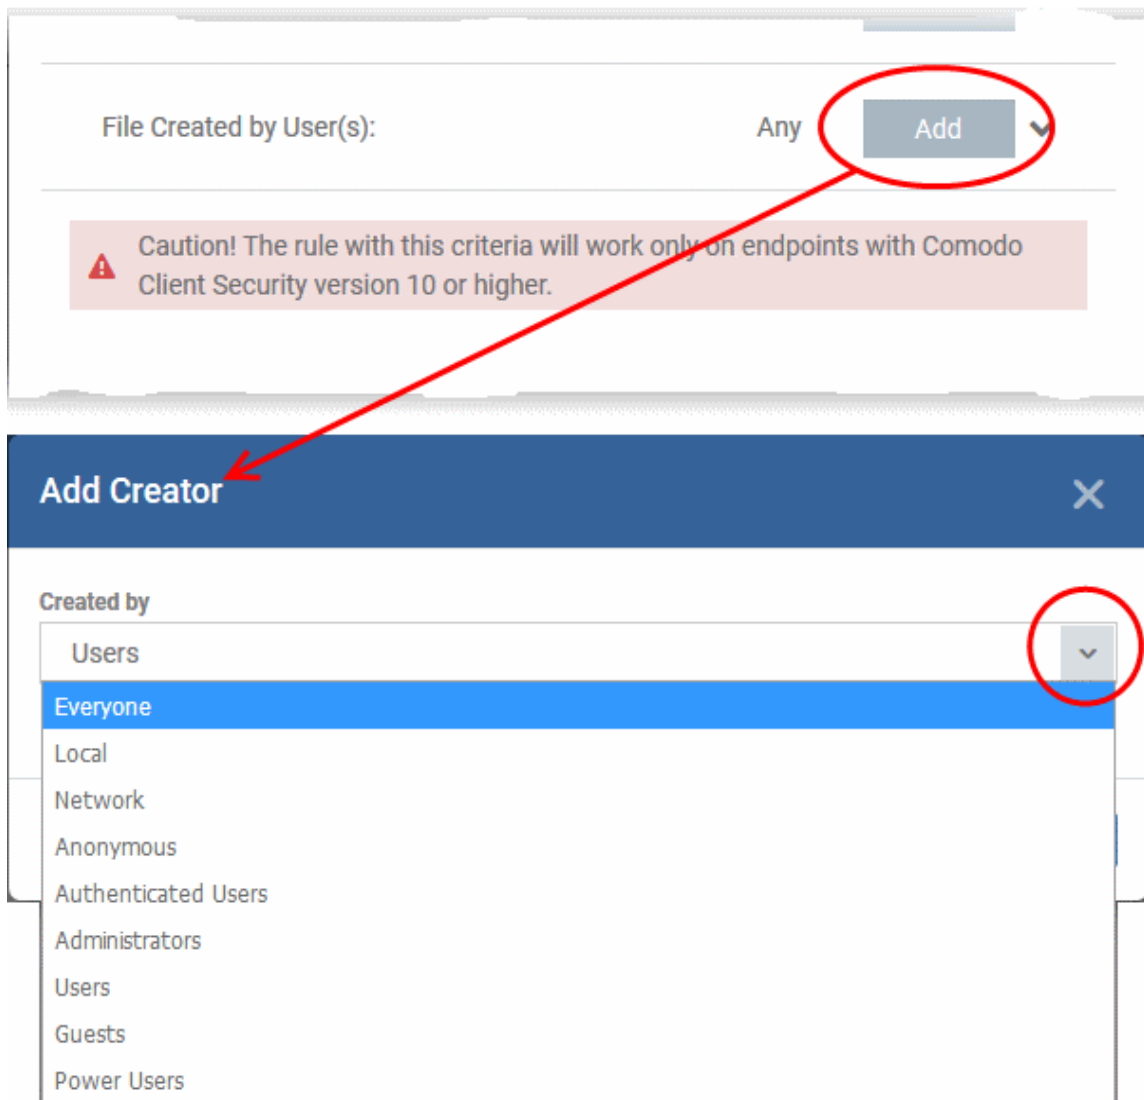 File Created by User(s): Any Add
Caution! The rule with this criteria will work only on endpoints with Comodo
Client Security version 10 or higher.
Add Creator
Created by
Users
Everyone
Local
Network
Anonymous
Authenticated Users
Administrators
Users
Guests
Power Users